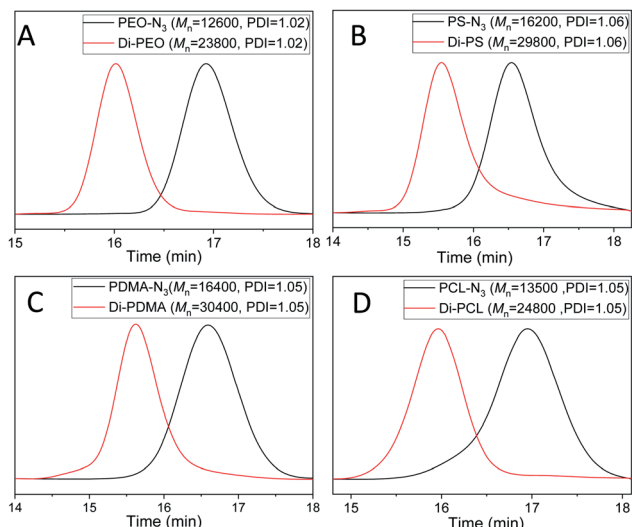 A
PEO-N3 (Mn=12600, PDI=1.02)
Di-PEO (Mn=23800, PDI=1.02)
15 16 17 18
Time (min)
B
PS-N3 (Mn=16200, PDI=1.06)
Di-PS (Mn=29800, PDI=1.06)
14 15 16 17 18
Time (min)
C
PDMA-N3(Mn=16400, PDI=1.05)
Di-PDMA (Mn=30400, PDI=1.05)
14 15 16 17 18
Time (min)
D
PCL-N3 (Mn=13500 ,PDI=1.05)
Di-PCL (Mn=24800 ,PDI=1.05)
15 16 17 18
Time (min)